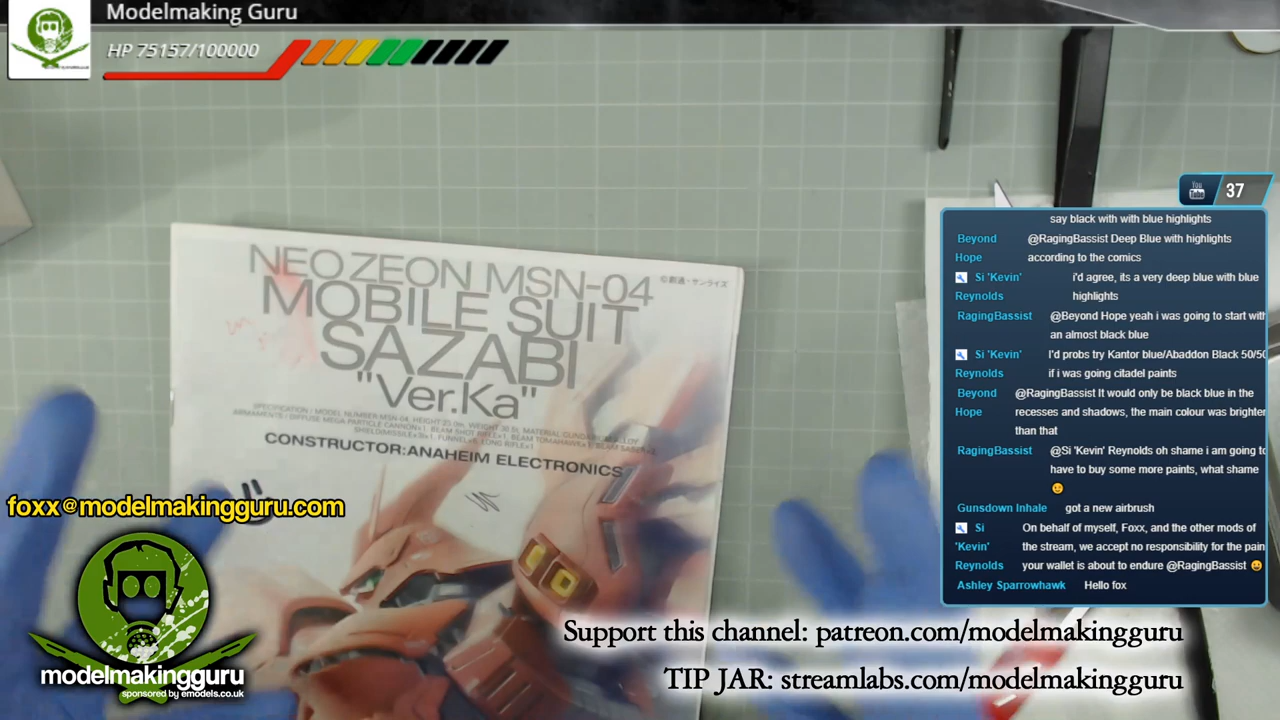 Modelmaking Guru
HP 75157/100000
37
say black with with blue highlights
Beyond Hope @RagingBassist Deep Blue with highlights
according to the comics
Si 'Kevin' Reynolds i'd agree, its a very deep blue with blue
highlights
RagingBassist @Beyond Hope yeah i was going to start with
an almost black blue
Si 'Kevin' Reynolds I'd probs try Kantor blue/Abaddon Black 50/50
if i was going citadel paints
Beyond Hope @RagingBassist It would only be black blue in the
recesses and shadows, the main colour was brighter
than that
RagingBassist @Si 'Kevin' Reynolds oh shame i am going to
have to buy some more paints, what shame
Gunsdown Inhale got a new airbrush
Si 'Kevin' Reynolds On behalf of myself, Foxx, and the other mods of
the stream, we accept no responsibility for the pain
your wallet is about to endure @RagingBassist
Ashley Sparrowhawk Hello fox
NEO ZEON MSN-04
©創通・サンライズ
MOBILE SUIT
SAZABI
"Ver.Ka"
CONSTRUCTOR:ANAHEIM ELECTRONICS
foxx@modelmakingguru.com
modelmakingguru
sponsored by emodels.co.uk
Support this channel: patreon.com/modelmakingguru
TIP JAR: streamlabs.com/modelmakingguru